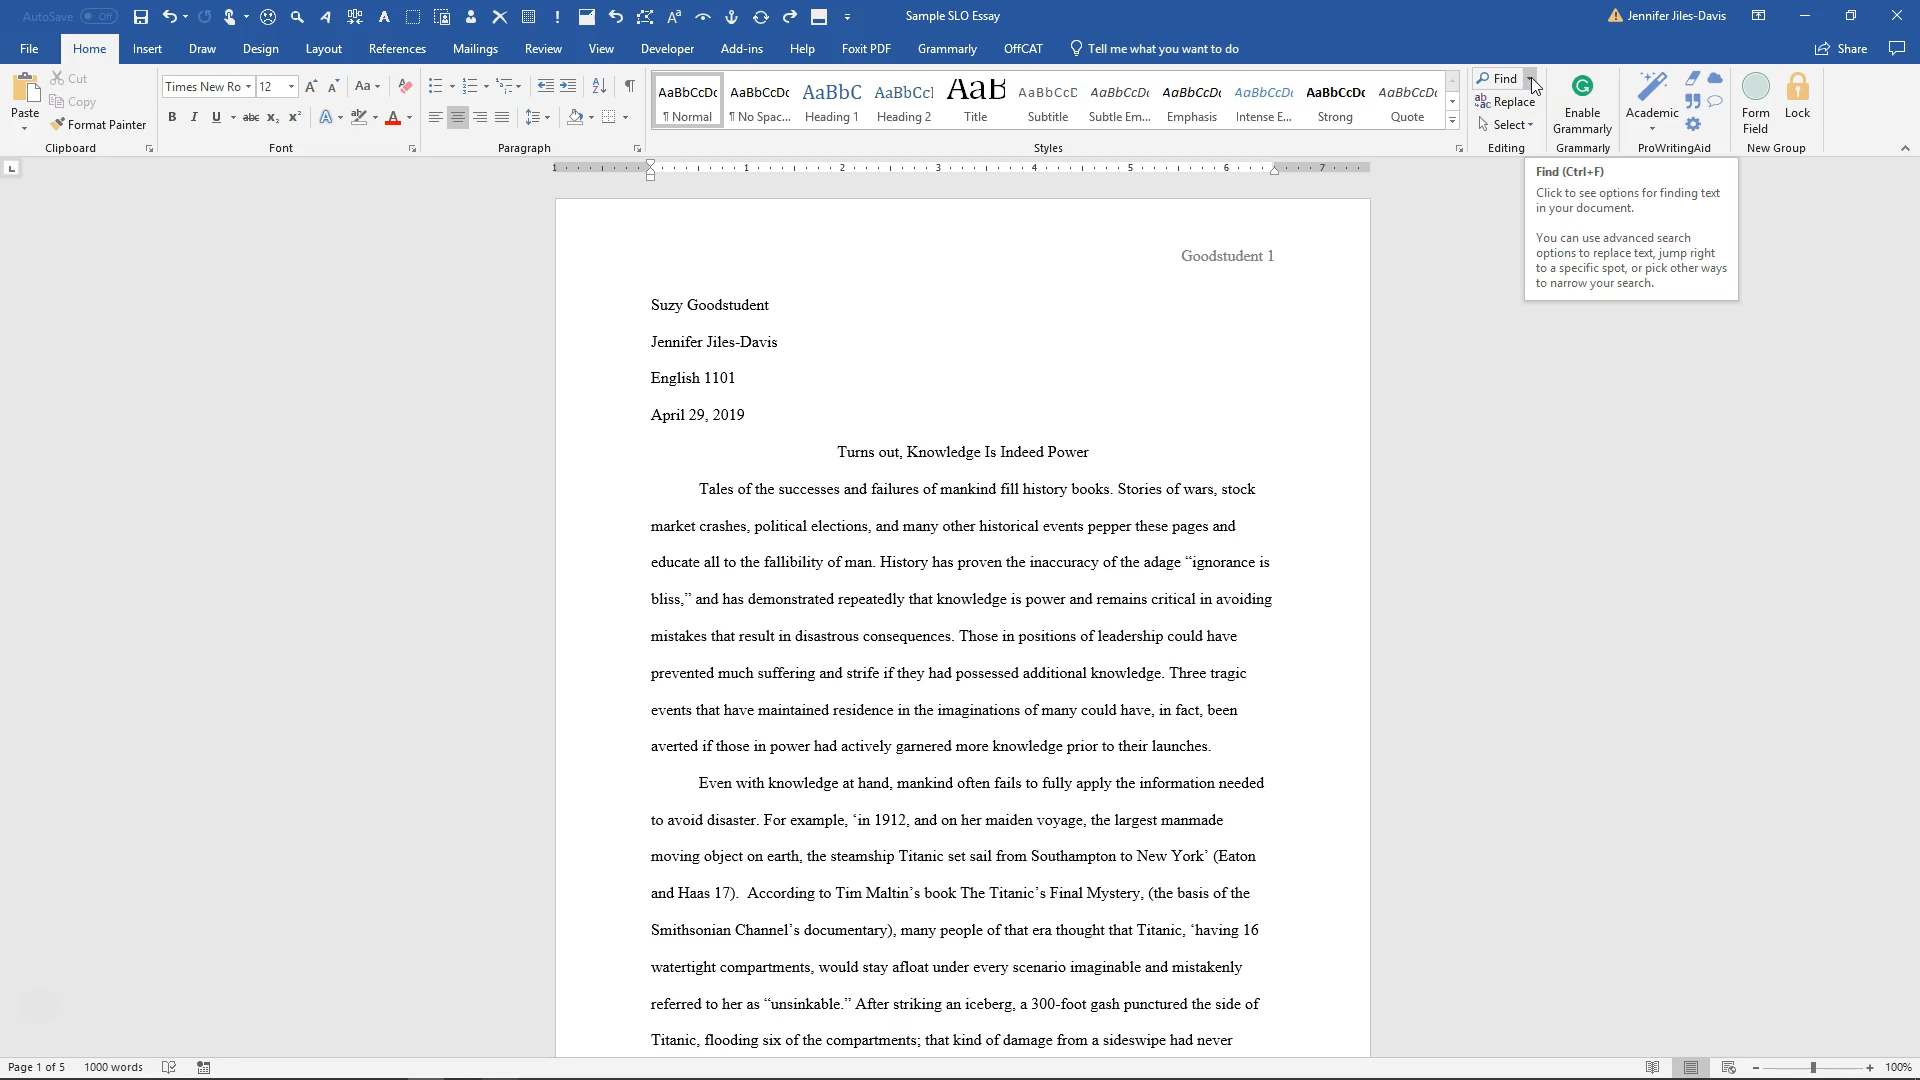 AutoSave Off
Sample SLO Essay
Jennifer Jiles-Davis
File Home Insert Draw Design Layout References Mailings Review View Developer Add-ins Help Foxit PDF Grammarly OffCAT Tell me what you want to do Share
Paste
Cut
Copy
Format Painter
Clipboard
Times New Ro 12
Aa
B I U abc x₂ x² A ab A
Font
Paragraph
AaBbCcDc AaBbCcDc AaBbC AaBbCcI AaB AaBbCcD AaBbCcDc AaBbCcDc AaBbCcDc AaBbCcDc AaBbCcDc
¶ Normal ¶ No Spac... Heading 1 Heading 2 Title Subtitle Subtle Em... Emphasis Intense E... Strong Quote
Styles
Find
Replace
Select
Editing
Enable
Grammarly
Grammarly
Academic
ProWritingAid
Form
Field
Lock
New Group
Find (Ctrl+F)
Click to see options for finding text
in your document.
You can use advanced search
options to replace text, jump right
to a specific spot, or pick other ways
to narrow your search.
1 1 2 3 4 5 6 7
Goodstudent 1
Suzy Goodstudent
Jennifer Jiles-Davis
English 1101
April 29, 2019
Turns out, Knowledge Is Indeed Power
Tales of the successes and failures of mankind fill history books. Stories of wars, stock
market crashes, political elections, and many other historical events pepper these pages and
educate all to the fallibility of man. History has proven the inaccuracy of the adage “ignorance is
bliss,” and has demonstrated repeatedly that knowledge is power and remains critical in avoiding
mistakes that result in disastrous consequences. Those in positions of leadership could have
prevented much suffering and strife if they had possessed additional knowledge. Three tragic
events that have maintained residence in the imaginations of many could have, in fact, been
averted if those in power had actively garnered more knowledge prior to their launches.
Even with knowledge at hand, mankind often fails to fully apply the information needed
to avoid disaster. For example, ‘in 1912, and on her maiden voyage, the largest manmade
moving object on earth, the steamship Titanic set sail from Southampton to New York’ (Eaton
and Haas 17). According to Tim Maltin’s book The Titanic’s Final Mystery, (the basis of the
Smithsonian Channel’s documentary), many people of that era thought that Titanic, ‘having 16
watertight compartments, would stay afloat under every scenario imaginable and mistakenly
referred to her as “unsinkable.” After striking an iceberg, a 300-foot gash punctured the side of
Titanic, flooding six of the compartments; that kind of damage from a sideswipe had never
Page 1 of 5 1000 words 100%